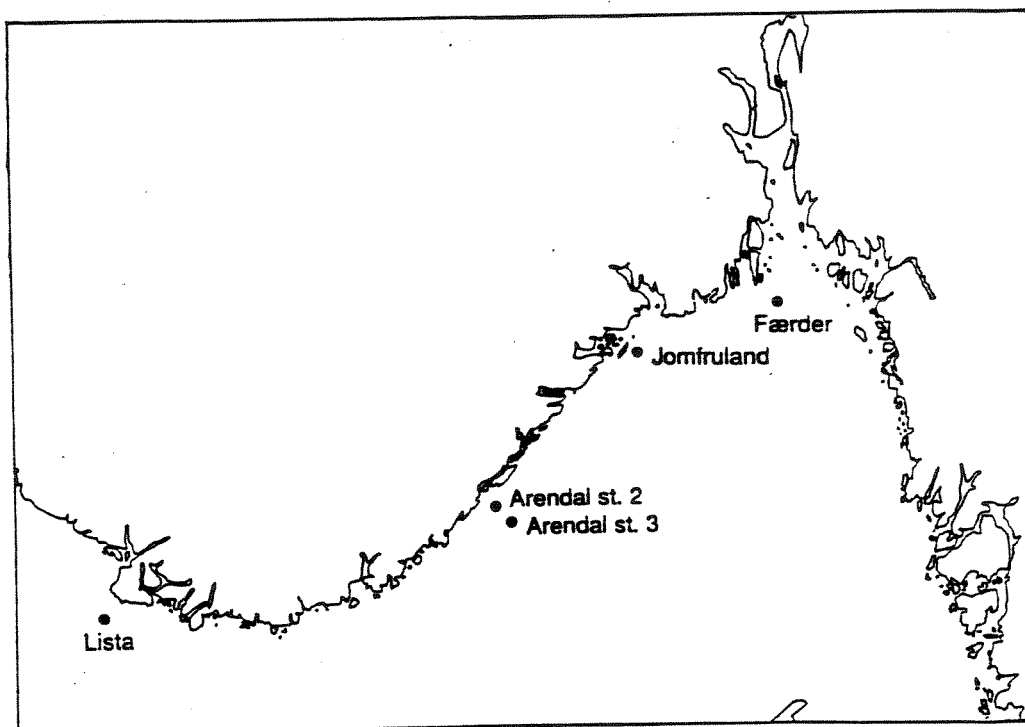 Færder
Jomfruland
Arendal st. 2
Arendal st. 3
Lista